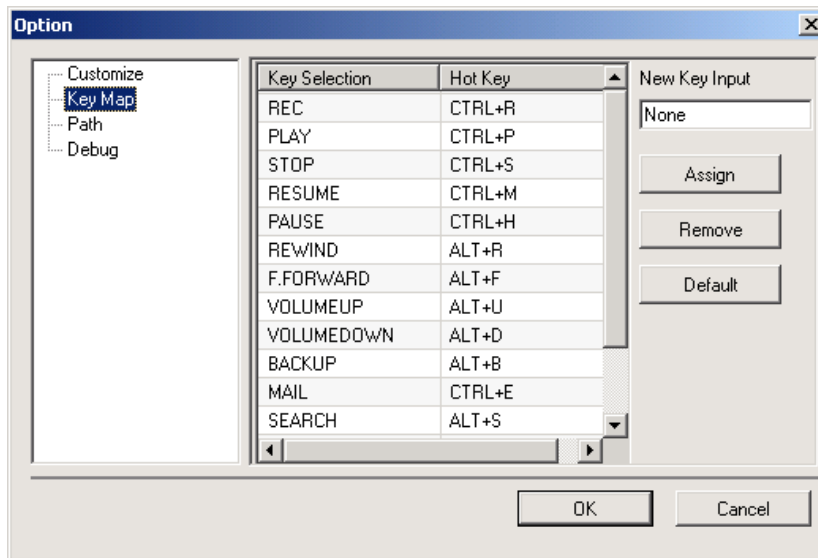 Option
Customize
Key Map
Path
Debug
Key Selection Hot Key
REC CTRL+R
PLAY CTRL+P
STOP CTRL+S
RESUME CTRL+M
PAUSE CTRL+H
REWIND ALT+R
F.FORWARD ALT+F
VOLUMEUP ALT+U
VOLUMEDOWN ALT+D
BACKUP ALT+B
MAIL CTRL+E
SEARCH ALT+S
New Key Input
None
Assign
Remove
Default
OK
Cancel